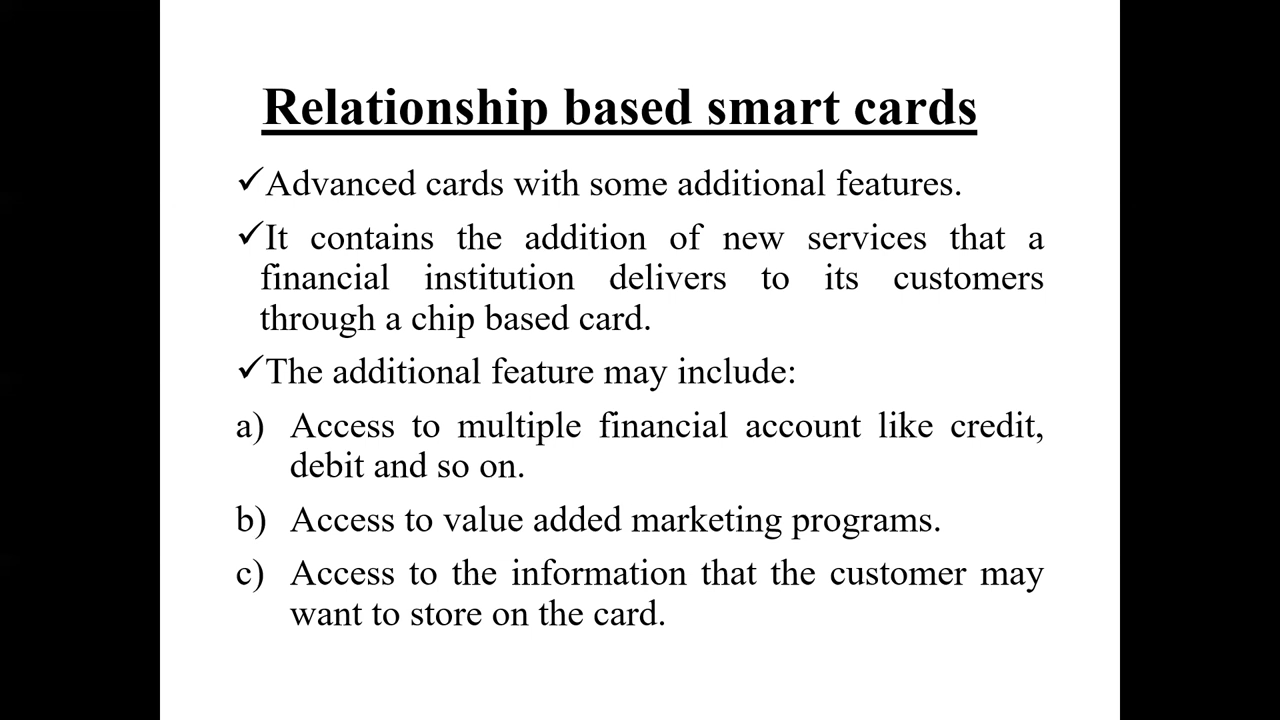 Relationship based smart cards
✓Advanced cards with some additional features.
✓It contains the addition of new services that a
financial institution delivers to its customers
through a chip based card.
✓The additional feature may include:
a) Access to multiple financial account like credit,
debit and so on.
b) Access to value added marketing programs.
c) Access to the information that the customer may
want to store on the card.